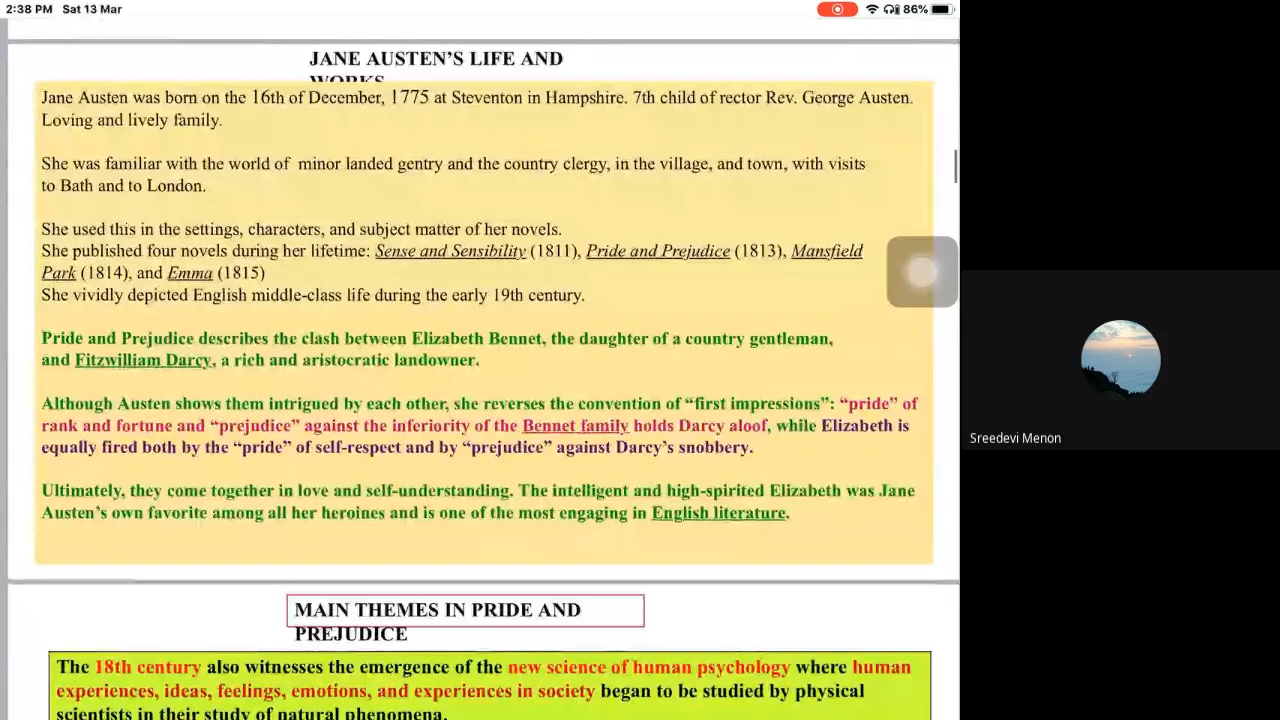 2:38 PM Sat 13 Mar
86%
JANE AUSTEN’S LIFE AND
WORKS
Jane Austen was born on the 16th of December, 1775 at Steventon in Hampshire. 7th child of rector Rev. George Austen.
Loving and lively family.
She was familiar with the world of minor landed gentry and the country clergy, in the village, and town, with visits
to Bath and to London.
She used this in the settings, characters, and subject matter of her novels.
She published four novels during her lifetime: Sense and Sensibility (1811), Pride and Prejudice (1813), Mansfield
Park (1814), and Emma (1815)
She vividly depicted English middle-class life during the early 19th century.
Pride and Prejudice describes the clash between Elizabeth Bennet, the daughter of a country gentleman,
and Fitzwilliam Darcy, a rich and aristocratic landowner.
Although Austen shows them intrigued by each other, she reverses the convention of “first impressions”: “pride” of
rank and fortune and “prejudice” against the inferiority of the Bennet family holds Darcy aloof, while Elizabeth is
equally fired both by the “pride” of self-respect and by “prejudice” against Darcy’s snobbery.
Ultimately, they come together in love and self-understanding. The intelligent and high-spirited Elizabeth was Jane
Austen’s own favorite among all her heroines and is one of the most engaging in English literature.
Sreedevi Menon
MAIN THEMES IN PRIDE AND
PREJUDICE
The 18th century also witnesses the emergence of the new science of human psychology where human
experiences, ideas, feelings, emotions, and experiences in society began to be studied by physical
scientists in their study of natural phenomena.